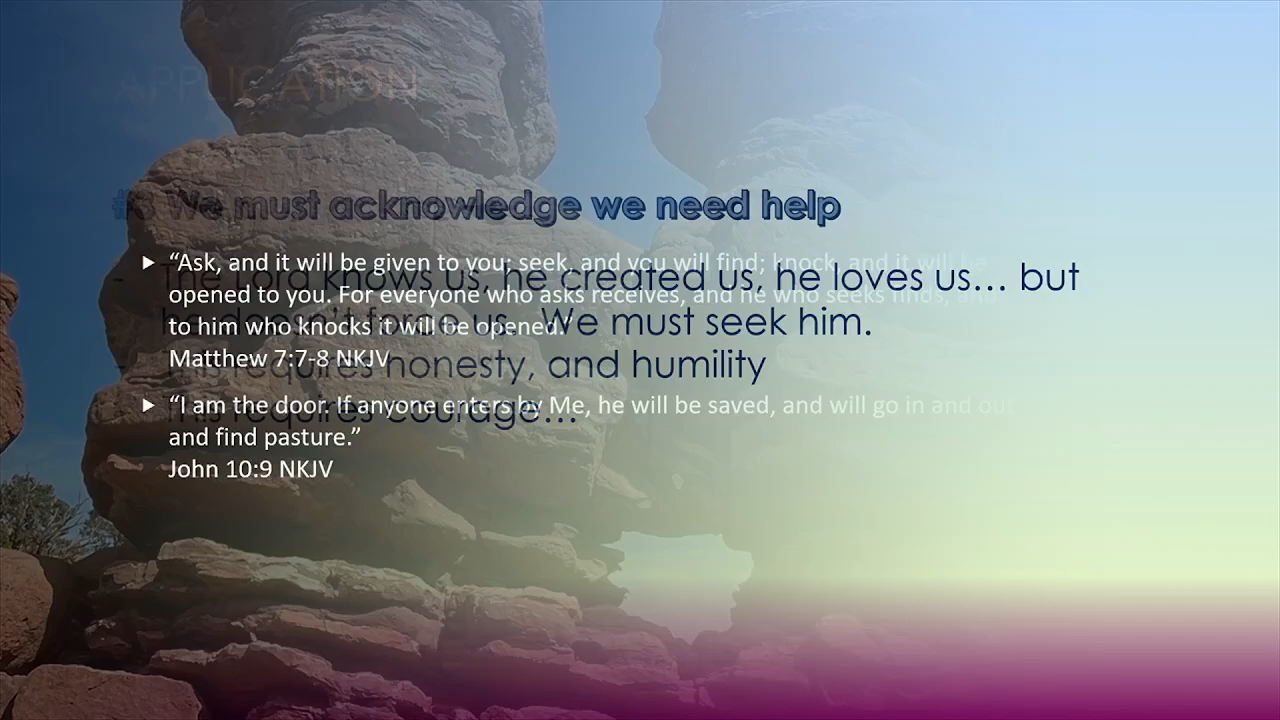 APPLICATION
#3 We must acknowledge we need help
“Ask, and it will be given to you; seek, and you will find; knock, and it will be
opened to you. For everyone who asks receives, and he who seeks finds, and
to him who knocks it will be opened.”
Matthew 7:7-8 NKJV
“I am the door. If anyone enters by Me, he will be saved, and will go in and out
and find pasture.”
John 10:9 NKJV
- The lord knows us, he created us, he loves us… but
he doesn’t force us. We must seek him.
This requires honesty, and humility
This requires courage…